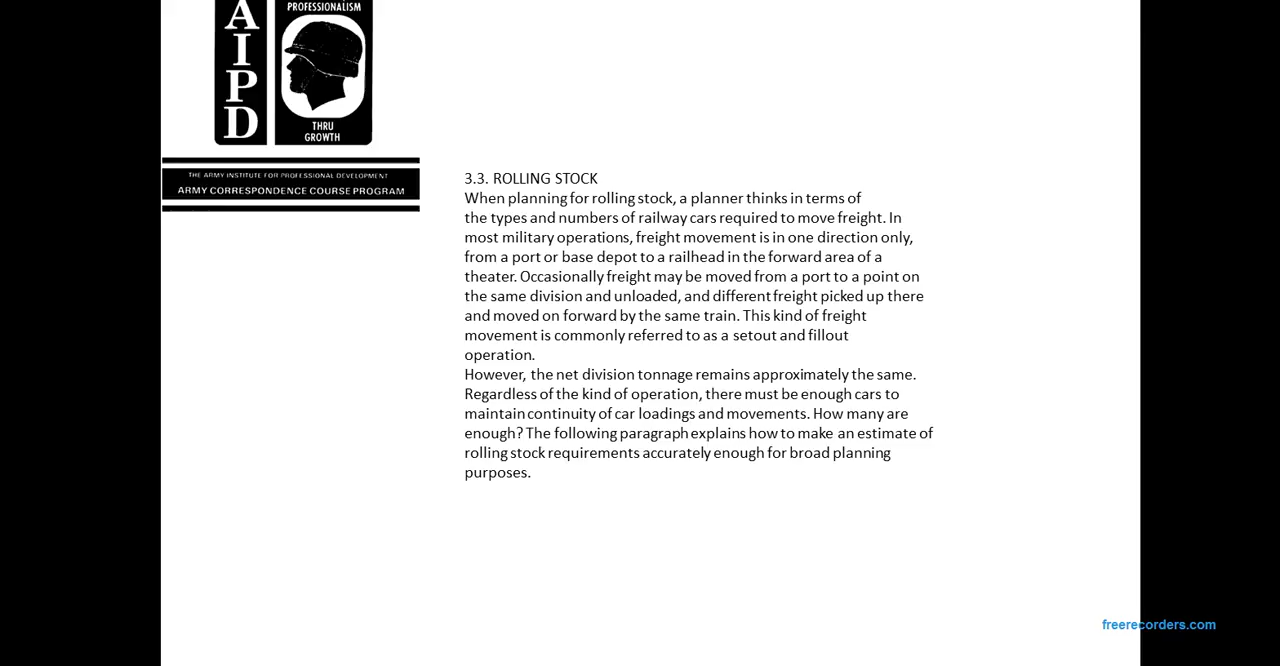 AIPD
PROFESSIONALISM
THRU
GROWTH
THE ARMY INSTITUTE FOR PROFESSIONAL DEVELOPMENT
ARMY CORRESPONDENCE COURSE PROGRAM
3.3. ROLLING STOCK
When planning for rolling stock, a planner thinks in terms of
the types and numbers of railway cars required to move freight. In
most military operations, freight movement is in one direction only,
from a port or base depot to a railhead in the forward area of a
theater. Occasionally freight may be moved from a port to a point on
the same division and unloaded, and different freight picked up there
and moved on forward by the same train. This kind of freight
movement is commonly referred to as a setout and fillout
operation.
However, the net division tonnage remains approximately the same.
Regardless of the kind of operation, there must be enough cars to
maintain continuity of car loadings and movements. How many are
enough? The following paragraph explains how to make an estimate of
rolling stock requirements accurately enough for broad planning
purposes.
freerecorders.com